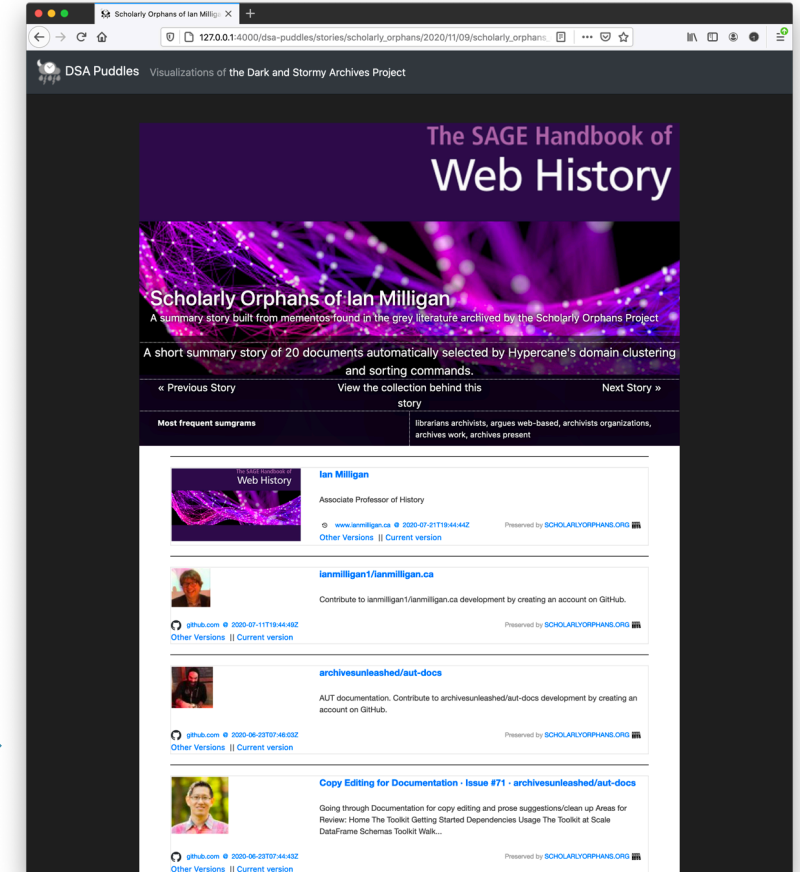 Scholarly Orphans of Ian Millig
127.0.0.1:4000/dsa-puddles/stories/scholarly_orphans/2020/11/09/scholarly_orphans_
DSA Puddles Visualizations of the Dark and Stormy Archives Project
The SAGE Handbook of
Web History
Scholarly Orphans of Ian Milligan
A summary story built from mementos found in the grey literature archived by the Scholarly Orphans Project
A short summary story of 20 documents automatically selected by Hypercane's domain clustering
and sorting commands.
« Previous Story
View the collection behind this
story
Next Story »
Most frequent sumgrams
librarians archivists, argues web-based, archivists organizations,
archives work, archives present
The SAGE Handbook of
Web History
Ian Milligan
Associate Professor of History
www.ianmilligan.ca @ 2020-07-21T19:44:44Z
Preserved by SCHOLARLYORPHANS.ORG
Other Versions || Current version
ianmilligan1/ianmilligan.ca
Contribute to ianmilligan1/ianmilligan.ca development by creating an account on GitHub.
github.com @ 2020-07-11T19:44:49Z
Preserved by SCHOLARLYORPHANS.ORG
Other Versions || Current version
archivesunleashed/aut-docs
AUT documentation. Contribute to archivesunleashed/aut-docs development by creating an
account on GitHub.
github.com @ 2020-06-23T07:46:03Z
Preserved by SCHOLARLYORPHANS.ORG
Other Versions || Current version
Copy Editing for Documentation · Issue #71 · archivesunleashed/aut-docs
Going through Documentation for copy editing and prose suggestions/clean up Areas for
Review: Home The Toolkit Getting Started Dependencies Usage The Toolkit at Scale
DataFrame Schemas Toolkit Walk...
github.com @ 2020-06-23T07:44:43Z
Preserved by SCHOLARLYORPHANS.ORG
Other Versions || Current version